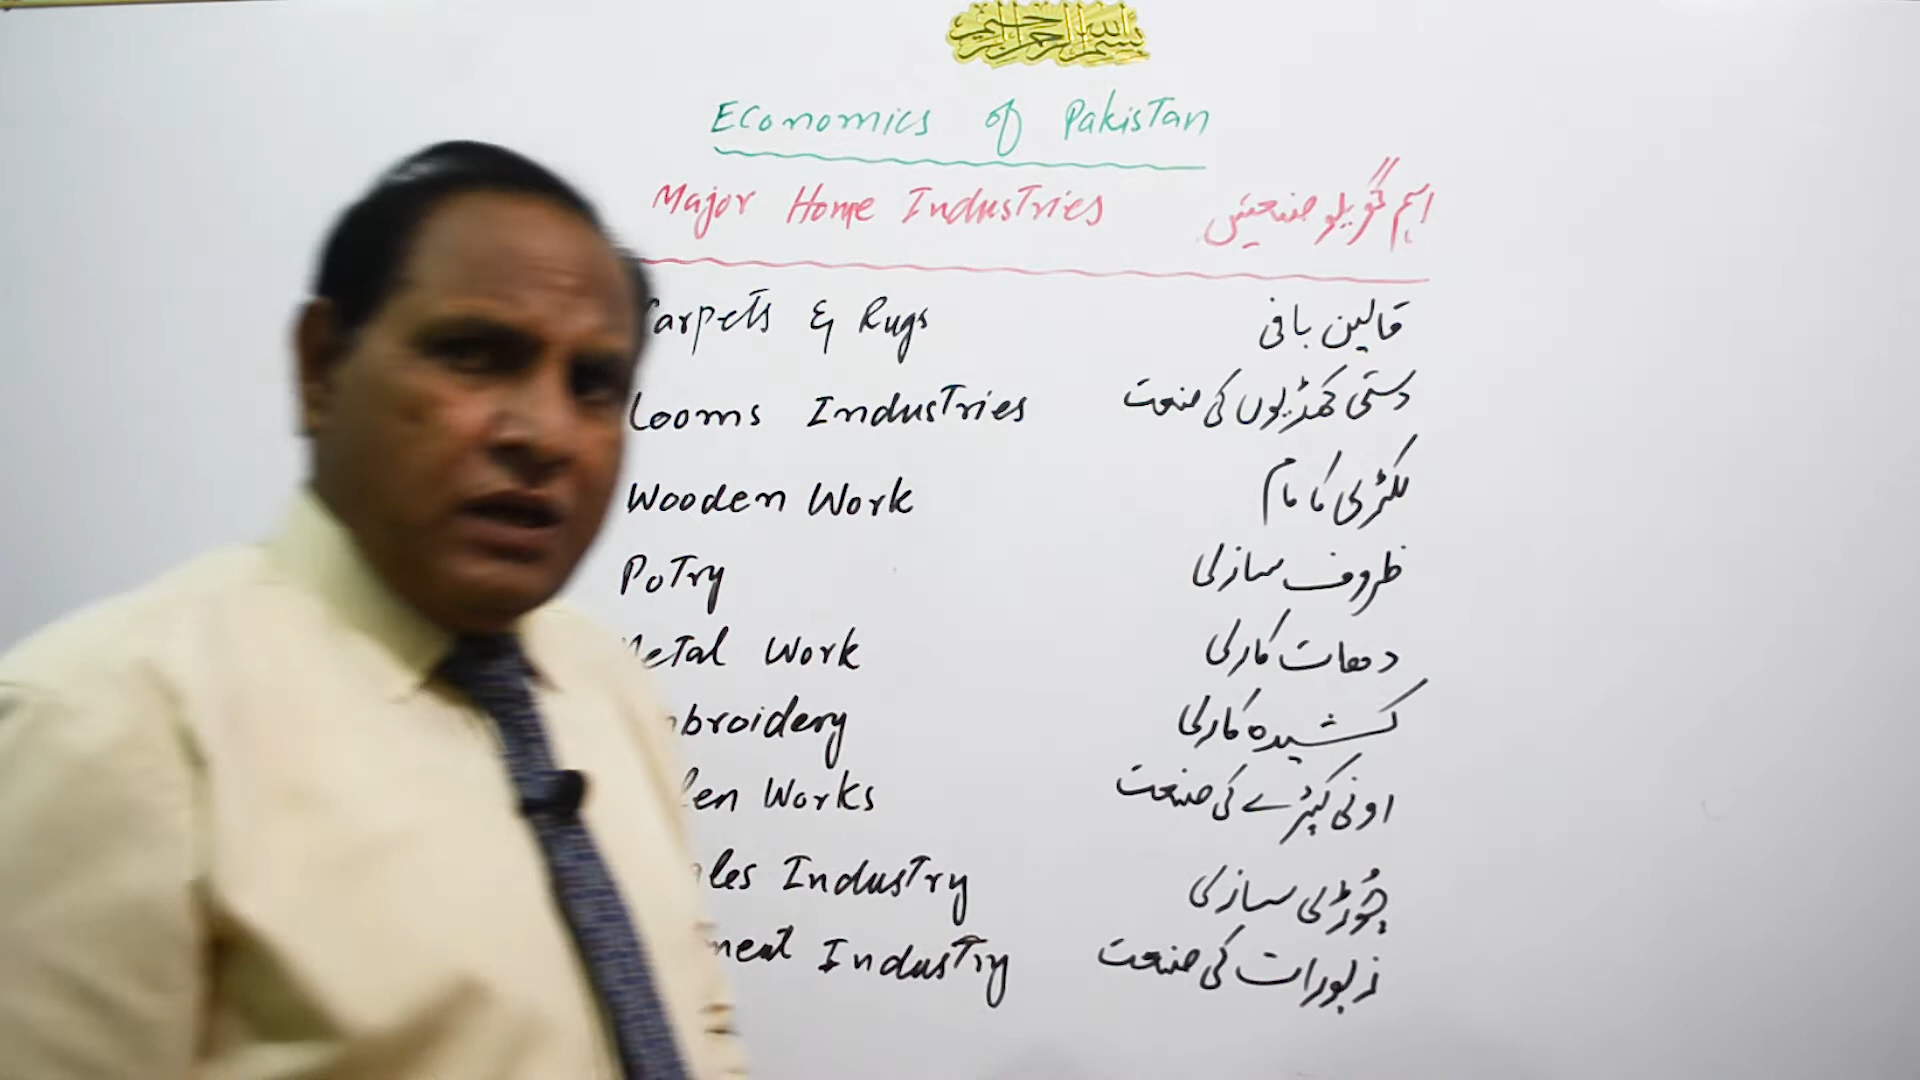 بسم الله الرحمن الرحيم
Economics of Pakistan
Major Home Industries اہم گھریلو صنعتیں
Carpets & Rugs قالین بافی
Looms Industries دستی کھڈیوں کی صنعت
Wooden Work لکڑی کا کام
Potry ظروف سازی
Metal Work دھات کاری
broidery کشیدہ کاری
len Works اونی کپڑے کی صنعت
les Industry چُوڑی سازی
ment Industry زیورات کی صنعت